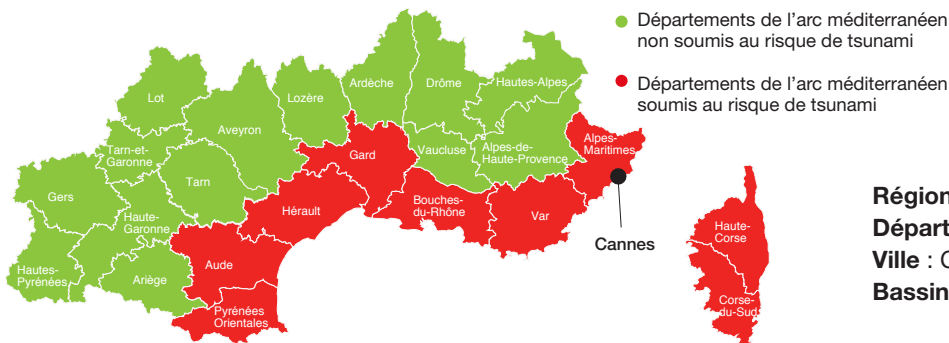 Départements de l'arc méditerranéen
non soumis au risque de tsunami
Départements de l'arc méditerranéen
soumis au risque de tsunami
Lot
Lozère
Ardèche
Drôme
Hautes-Alpes
Aveyron
Tarn-et-
Garonne
Gard
Vaucluse
Alpes-de-
Haute-Provence
Alpes-
Maritimes
Gers
Tarn
Hérault
Bouches-
du-Rhône
Var
Haute-
Garonne
Cannes
Hautes-
Pyrénées
Ariège
Aude
Pyrénées
Orientales
Haute-
Corse
Corse-
du-Sud
Région
Départ
Ville :
Bassin